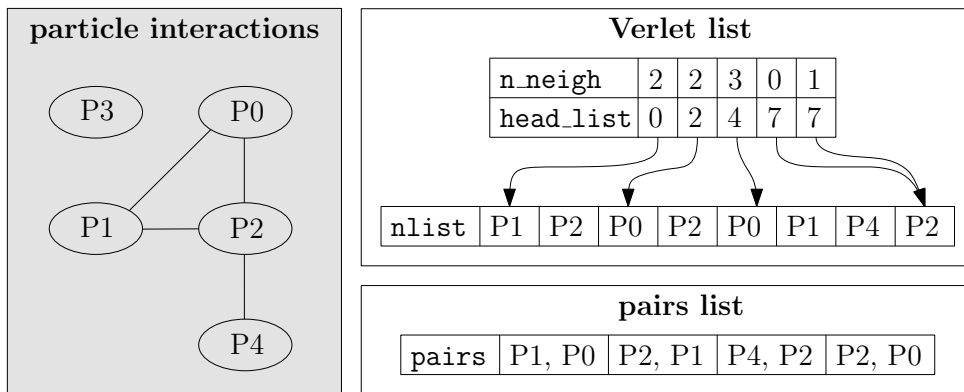 particle interactions
P3 P0
P1 P2
P4
Verlet list
n_neigh 2 2 3 0 1
head_list 0 2 4 7 7
nlist P1 P2 P0 P2 P0 P1 P4 P2
pairs list
pairs P1, P0 P2, P1 P4, P2 P2, P0